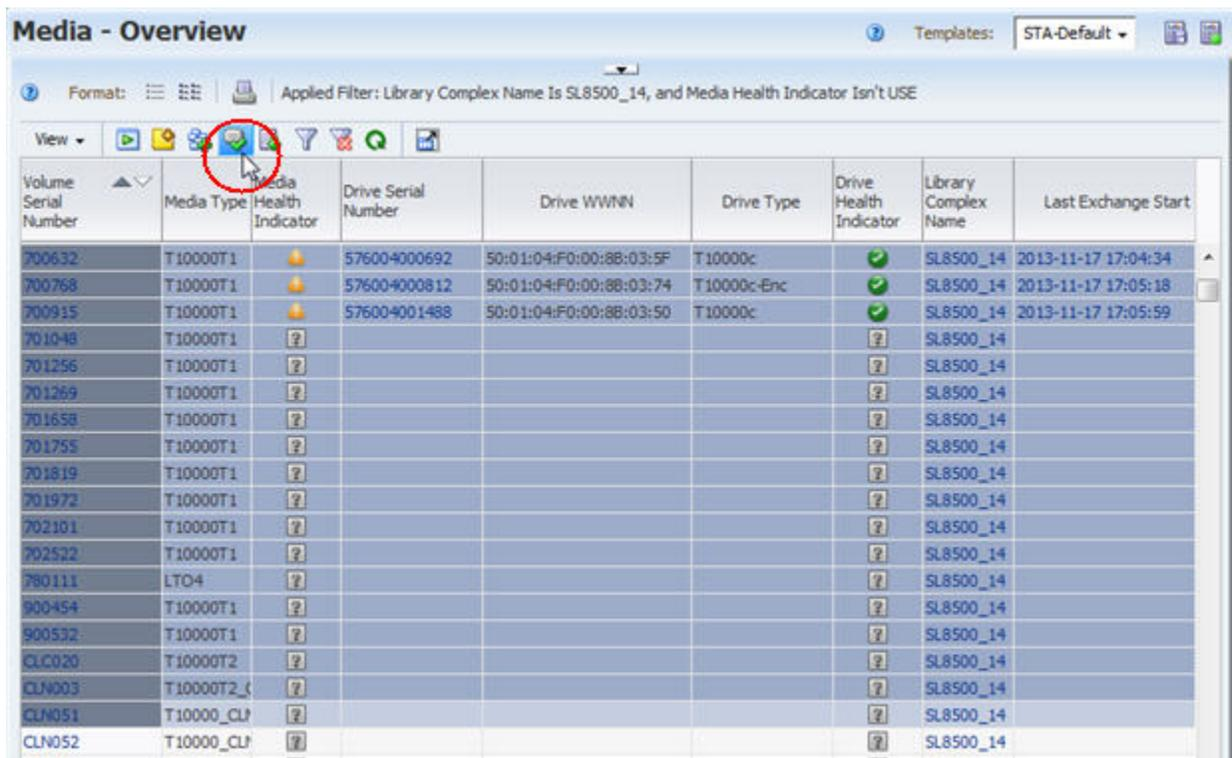 Media - Overview
Templates: STA-Default
Format: Applied Filter: Library Complex Name Is SL8500_14, and Media Health Indicator Isn't USE
View
Volume Serial Number Media Type Media Health Indicator Drive Serial Number Drive WWNN Drive Type Drive Health Indicator Library Complex Name Last Exchange Start
700632 T10000T1 576004000692 50:01:04:F0:00:8B:03:5F T10000c SL8500_14 2013-11-17 17:04:34
700768 T10000T1 576004000812 50:01:04:F0:00:8B:03:74 T10000c-Enc SL8500_14 2013-11-17 17:05:18
700915 T10000T1 576004001488 50:01:04:F0:00:8B:03:50 T10000c SL8500_14 2013-11-17 17:05:59
701048 T10000T1 ? ? SL8500_14
701256 T10000T1 ? ? SL8500_14
701269 T10000T1 ? ? SL8500_14
701658 T10000T1 ? ? SL8500_14
701755 T10000T1 ? ? SL8500_14
701819 T10000T1 ? ? SL8500_14
701972 T10000T1 ? ? SL8500_14
702101 T10000T1 ? ? SL8500_14
702522 T10000T1 ? ? SL8500_14
780111 LTO4 ? ? SL8500_14
900454 T10000T1 ? ? SL8500_14
900532 T10000T1 ? ? SL8500_14
CLC020 T10000T2 ? ? SL8500_14
CLN003 T10000T2_C ? ? SL8500_14
CLN051 T10000_CLN ? ? SL8500_14
CLN052 T10000_CLN ? ? SL8500_14